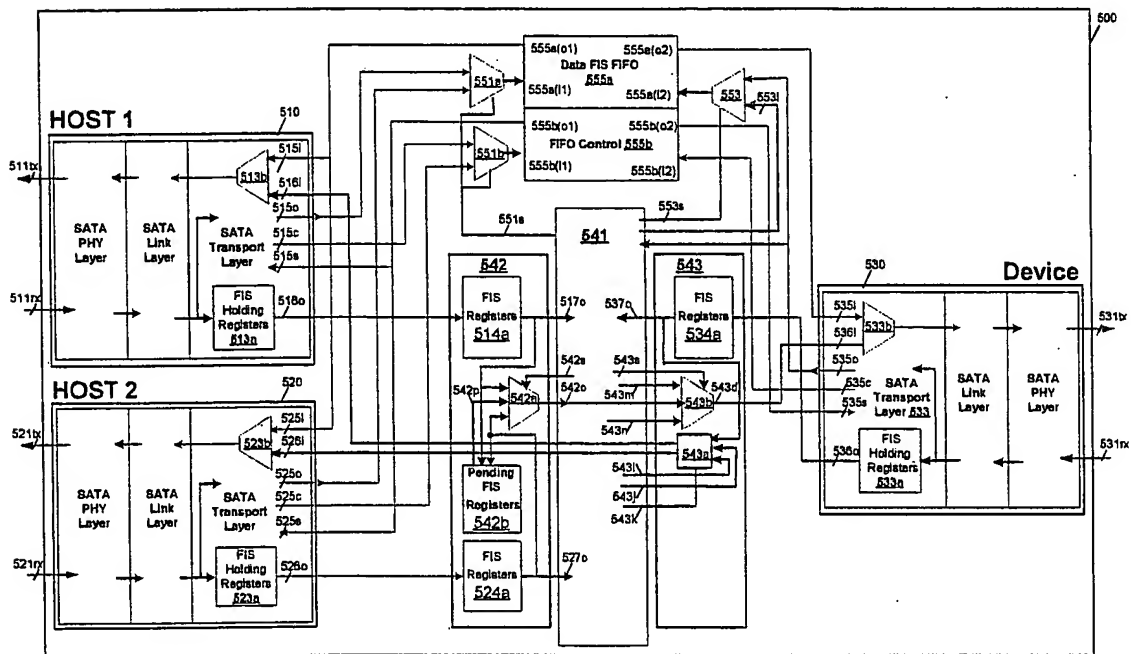 500
555a(o1)
555a(o2)
Data FIS FIFO
555a
551a
553
553i
555a(i1)
555a(i2)
555b(o1)
555b(o2)
FIFO Control 555b
551b
555b(i1)
555b(i2)
HOST 1
510
511tx
513b
515i
516i
515o
515c
515s
SATA
PHY
Layer
SATA
Link
Layer
SATA
Transport
Layer
511rx
FIS
Holding
Registers
513a
516o
551s
553s
541
542
543
FIS
Registers
514a
517o
537o
FIS
Registers
534a
542s
543s
542p
542a
542o
543m
543b
543d
543n
543a
Pending
FIS
Registers
542b
543i
543j
543k
FIS
Registers
524a
527o
HOST 2
520
521tx
523b
525i
526i
525o
525c
525s
SATA
PHY
Layer
SATA
Link
Layer
SATA
Transport
Layer
521rx
FIS
Holding
Registers
523a
526o
Device
530
535i
536i
533b
531tx
535o
535c
535s
SATA
Transport
Layer 533
SATA
Link
Layer
SATA
PHY
Layer
536o
FIS
Holding
Registers
533a
531rx